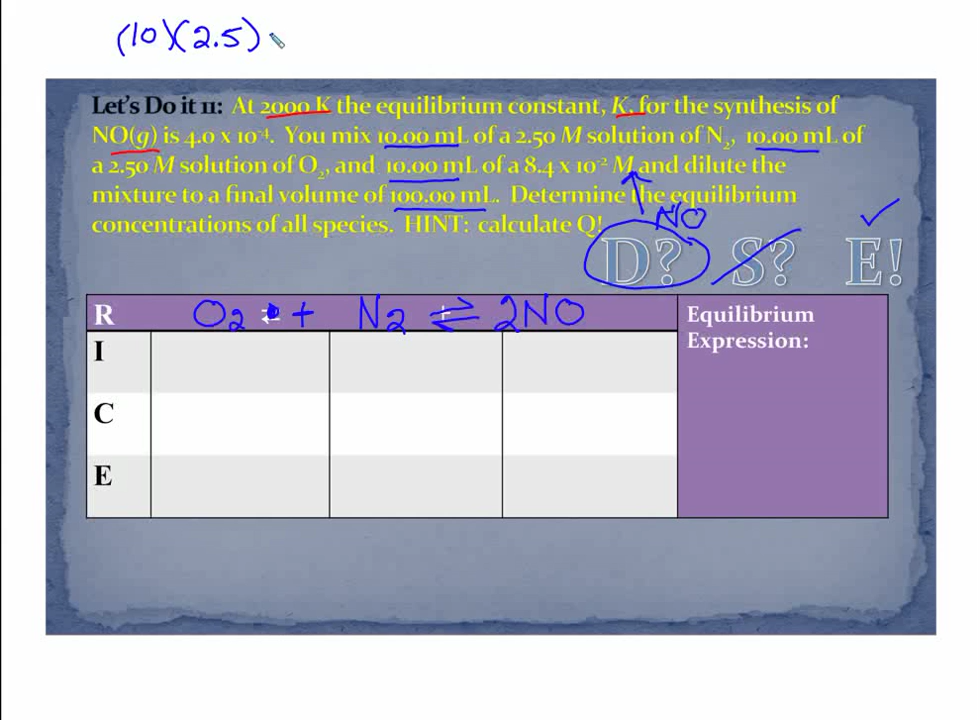 (10)(2.5)
Let's Do it 11: At 2000 K the equilibrium constant, K, for the synthesis of
NO(g) is 4.0 x 10⁻⁴. You mix 10.00 mL of a 2.50 M solution of N₂, 10.00 mL of
a 2.50 M solution of O₂, and 10.00 mL of a 8.4 x 10⁻² M and dilute the
mixture to a final volume of 100.00 mL. Determine the equilibrium
concentrations of all species. HINT: calculate Q!
NO
D? S? E!
R O₂ + N₂ ⇌ 2NO Equilibrium
Expression:
I
C
E